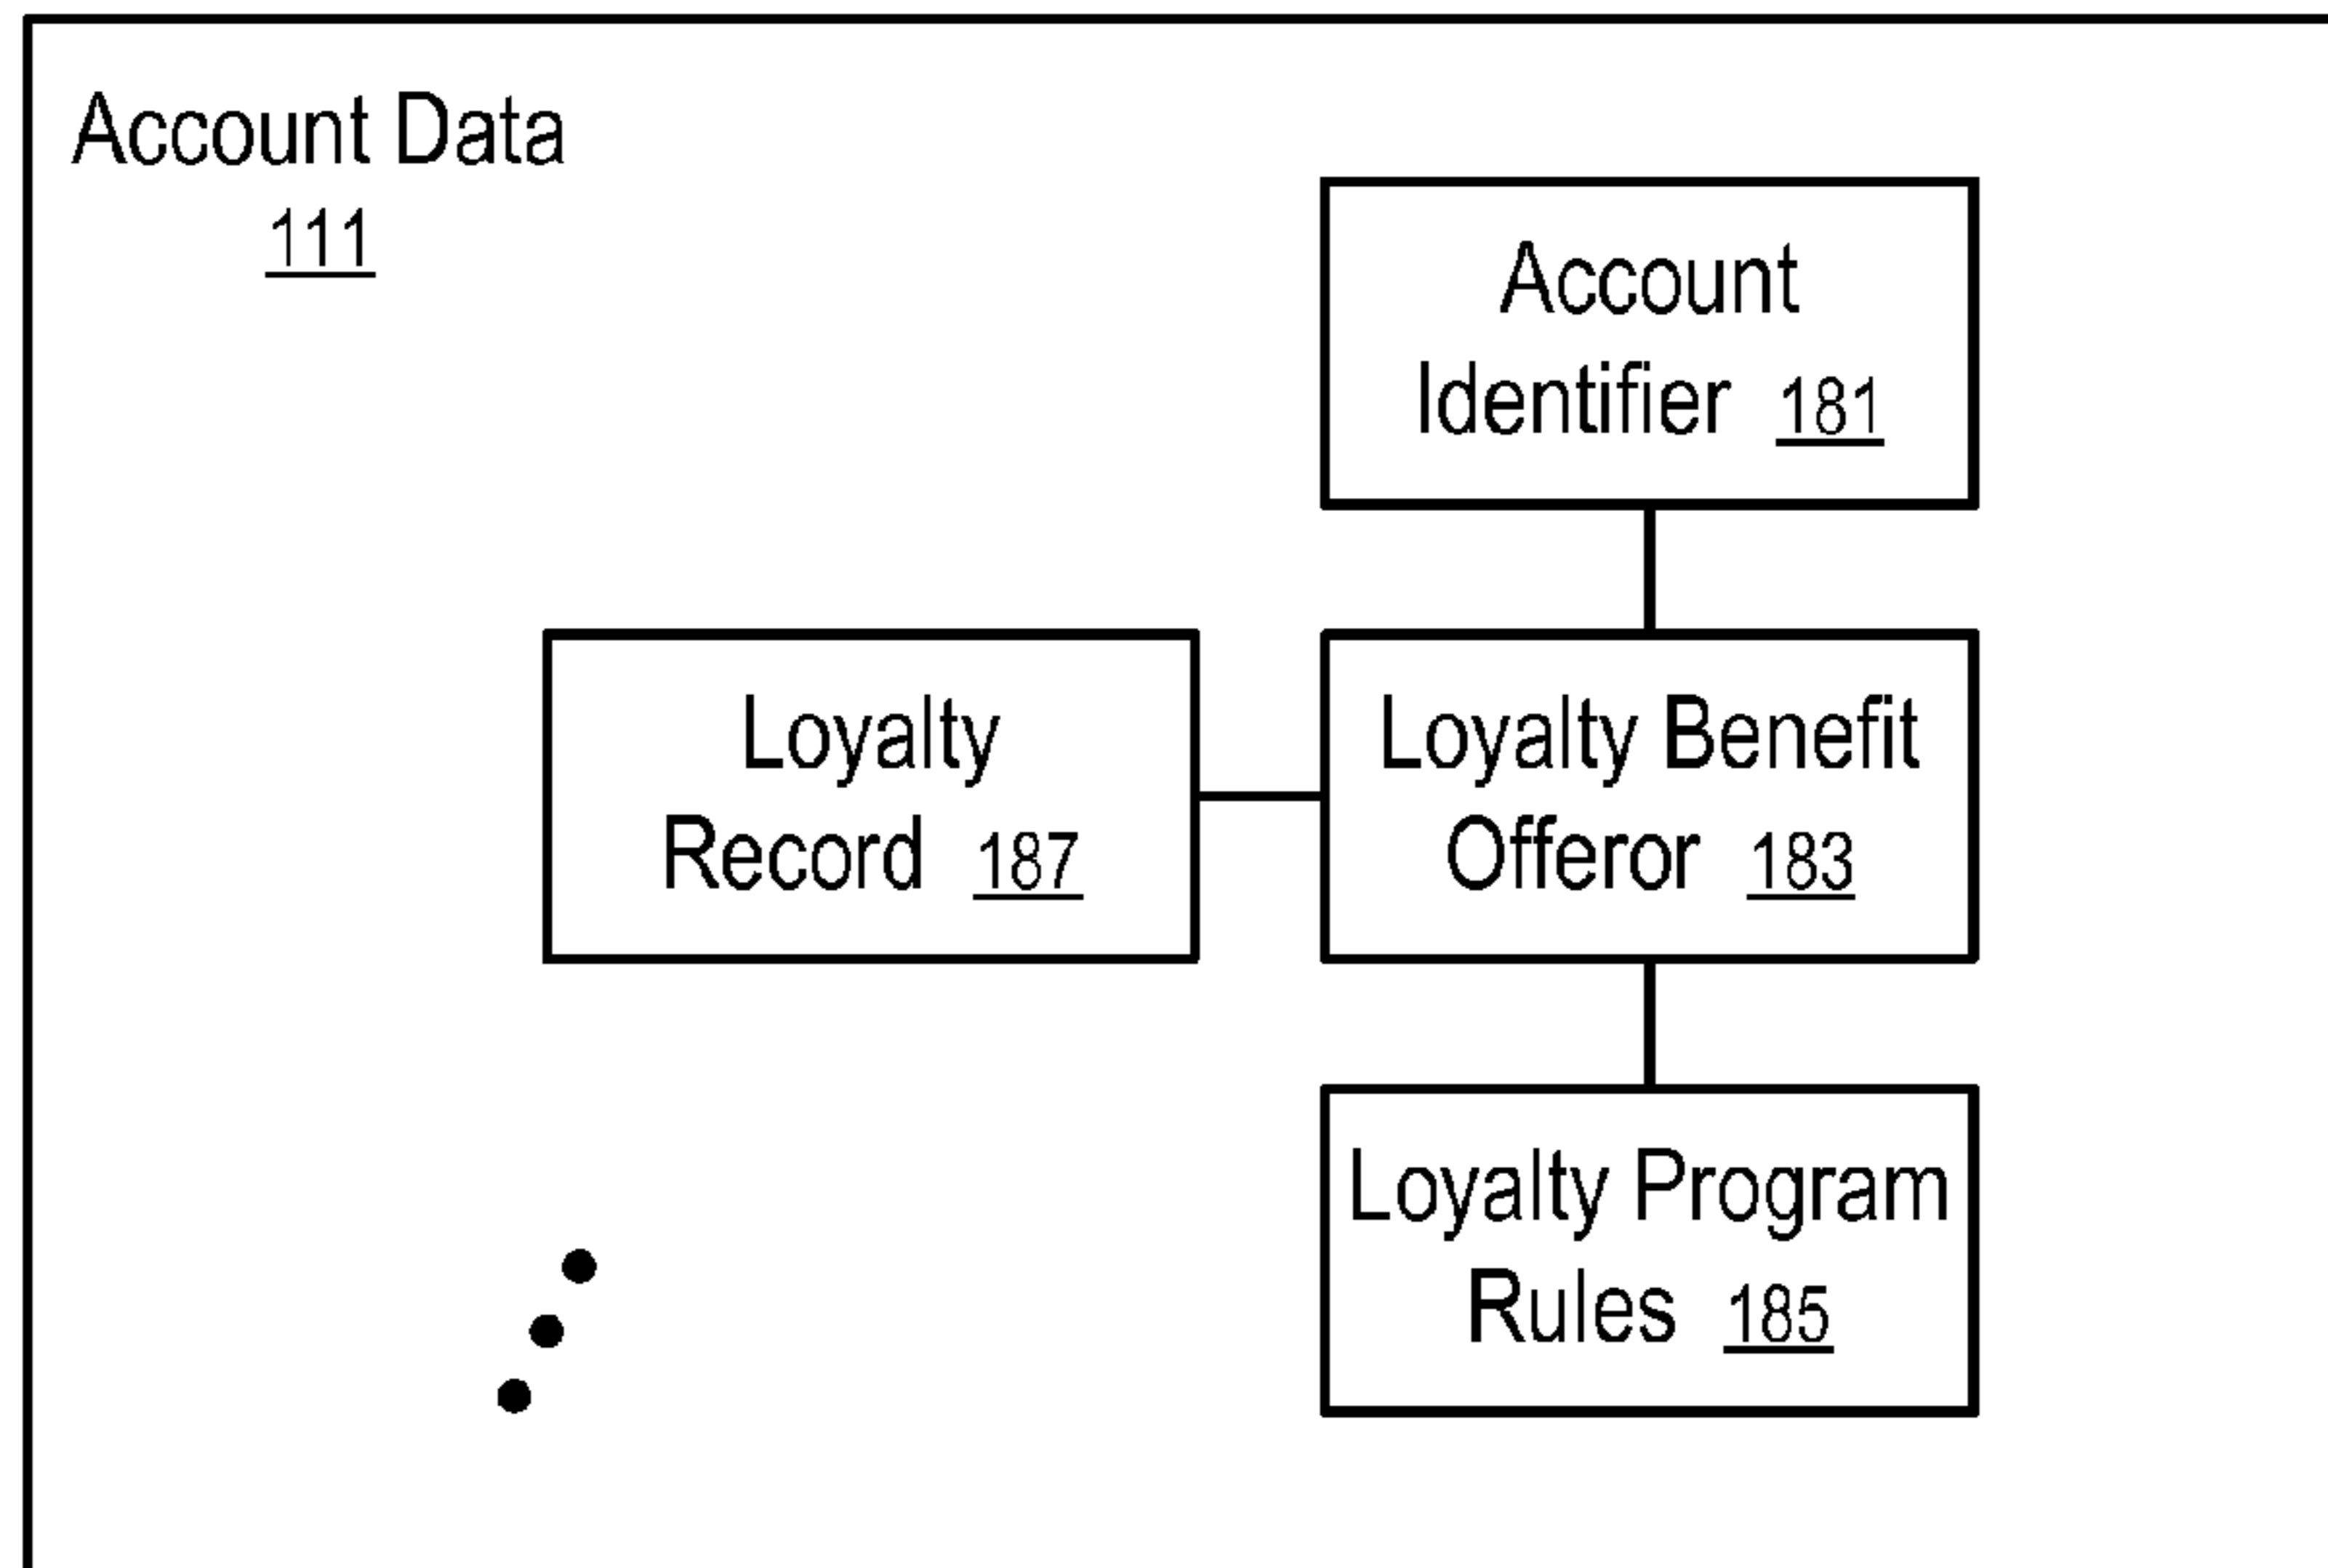 Account Data
111
Account
Identifier 181
Loyalty
Record 187
Loyalty Benefit
Offeror 183
Loyalty Program
Rules 185